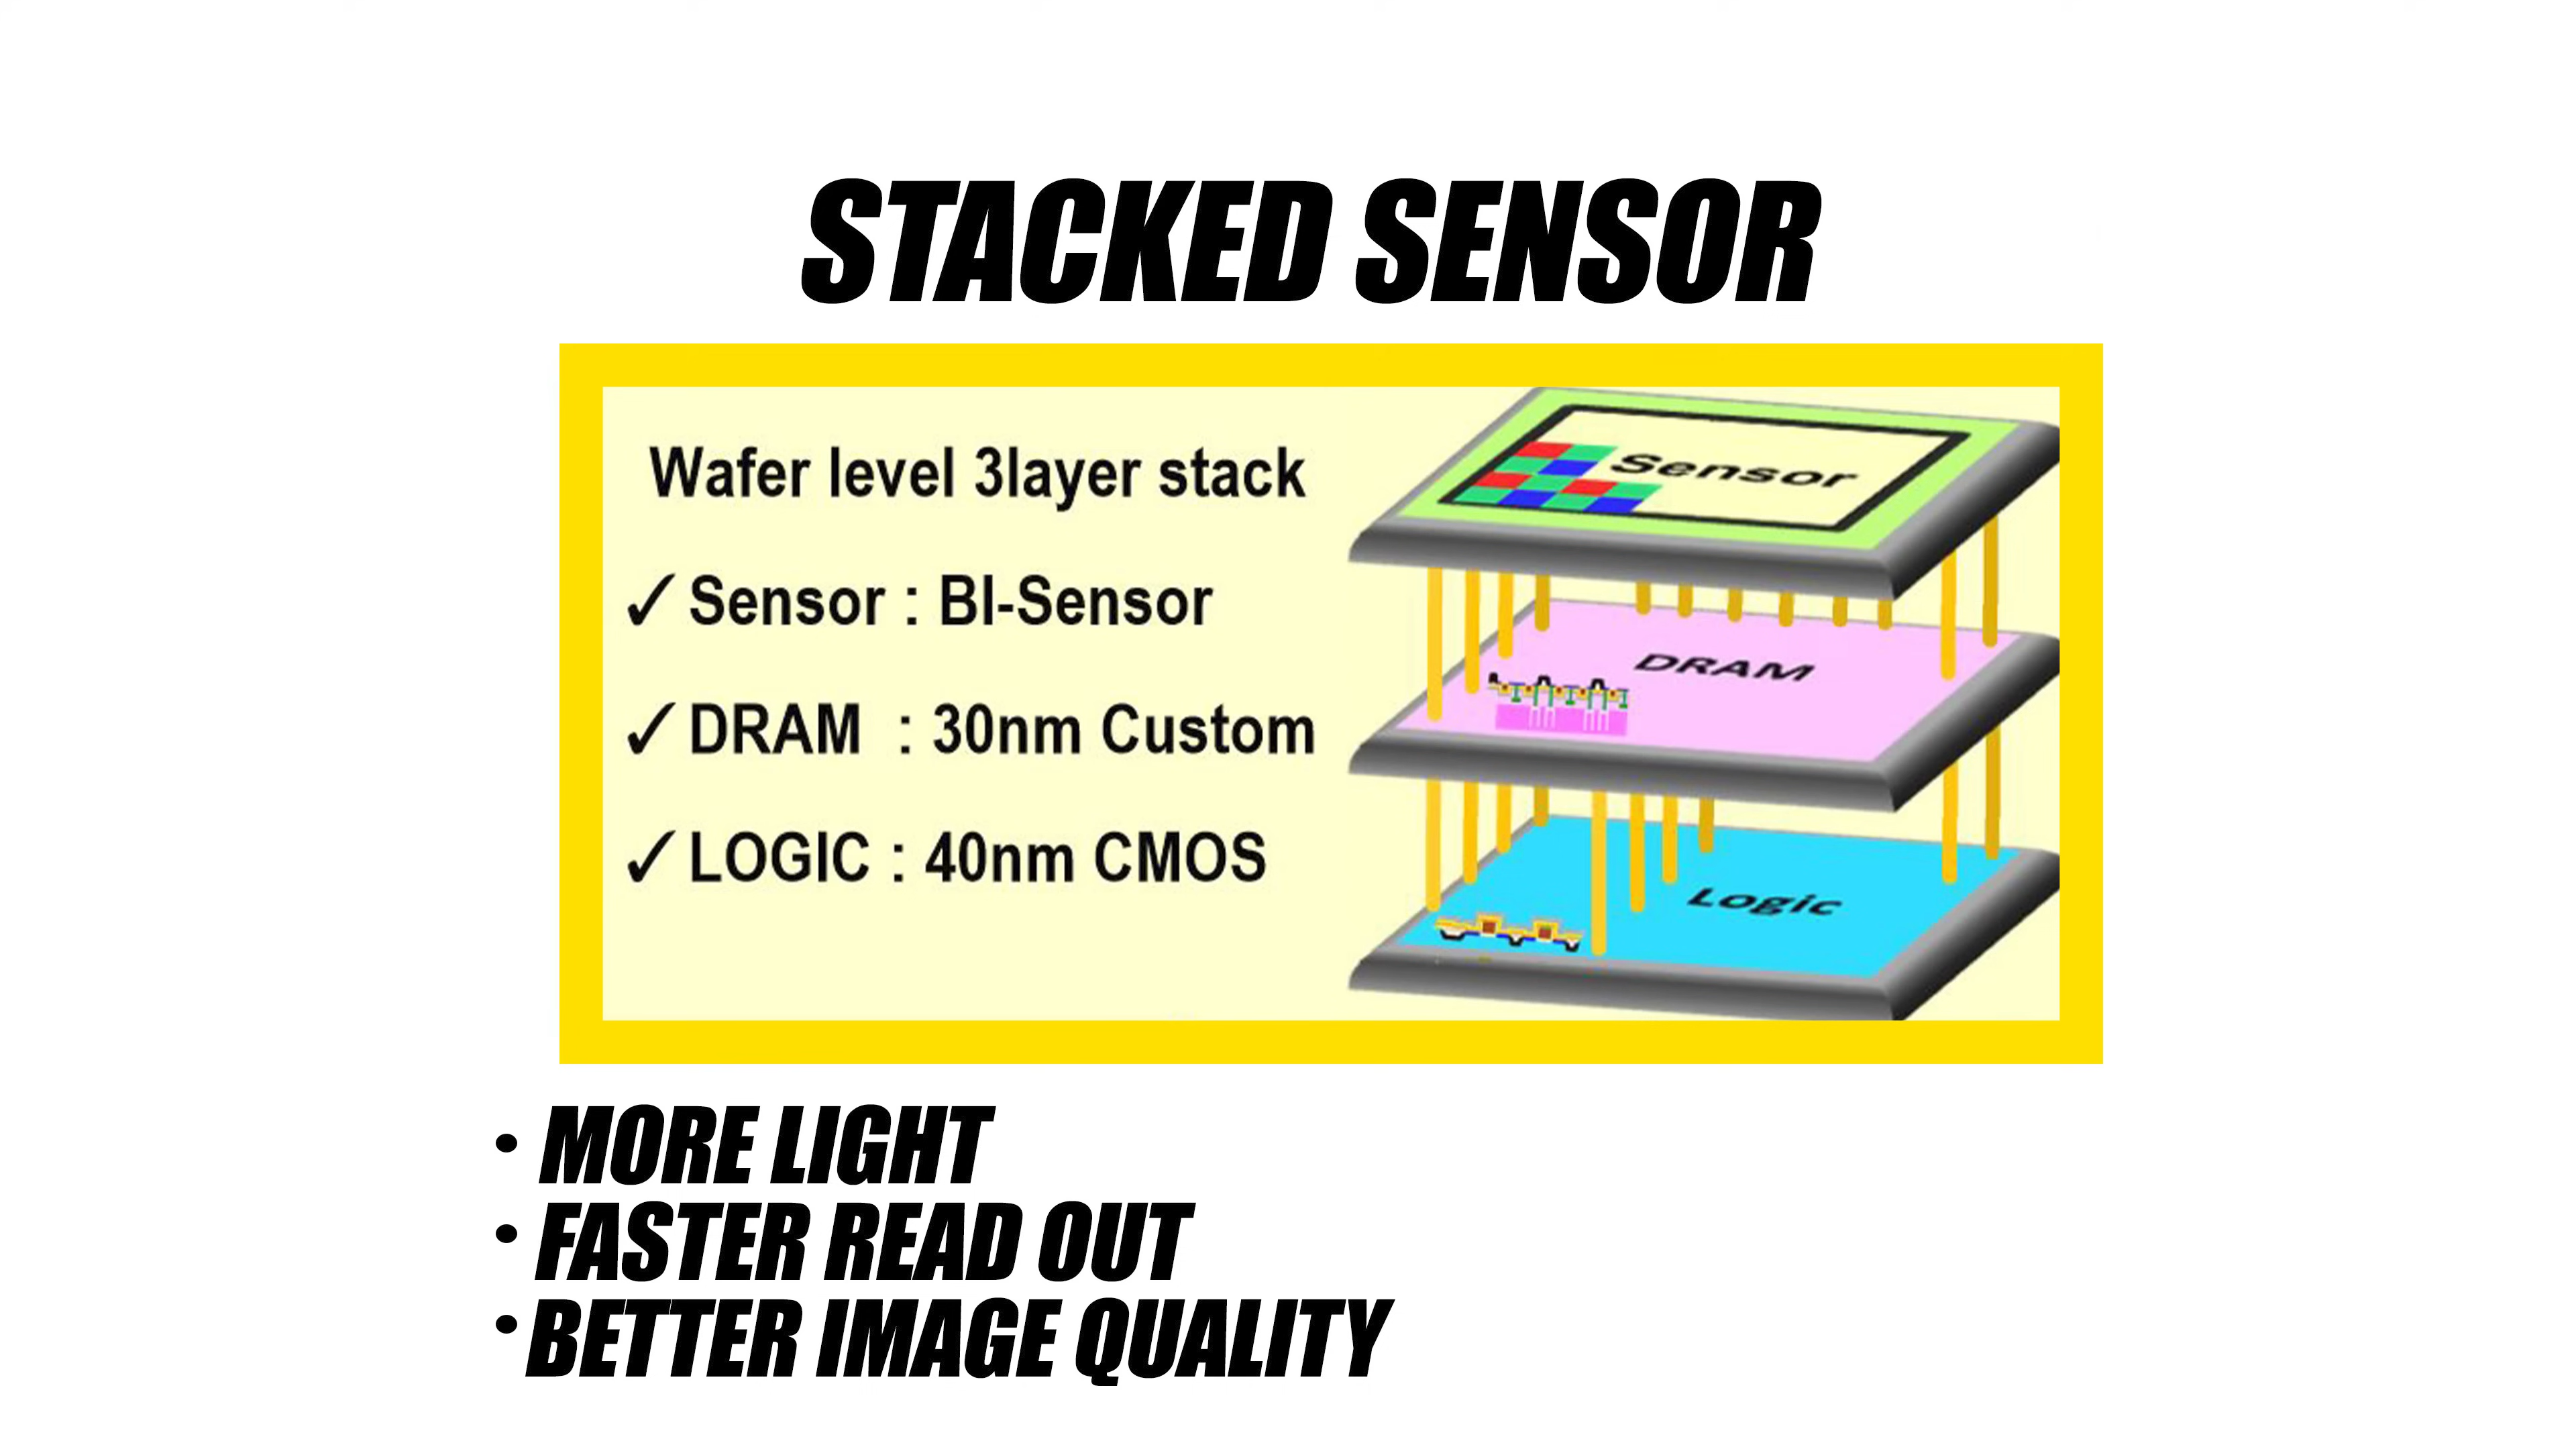 STACKED SENSOR
Wafer level 3layer stack
✓ Sensor : BI-Sensor
✓ DRAM : 30nm Custom
✓ LOGIC : 40nm CMOS
Sensor
DRAM
Logic
• MORE LIGHT
• FASTER READ OUT
• BETTER IMAGE QUALITY